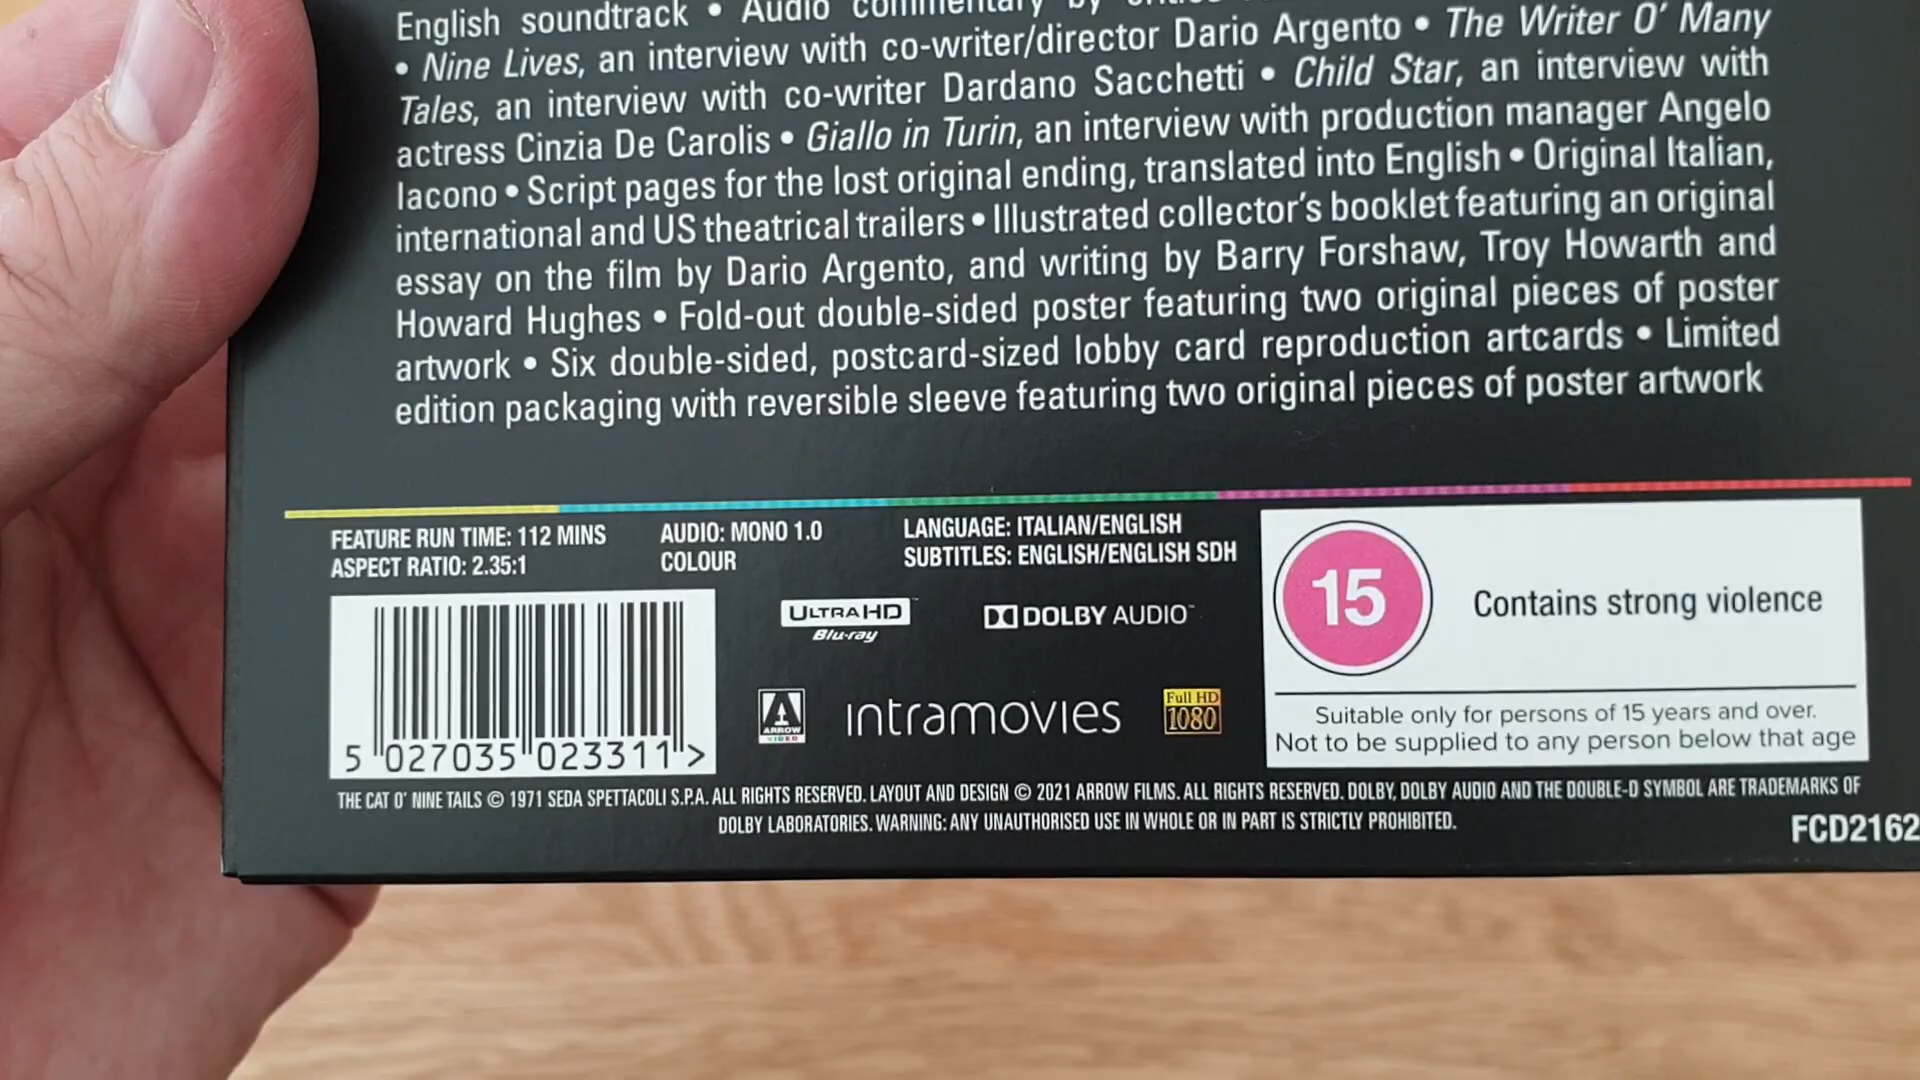 English soundtrack • Audio commentary by
• Nine Lives, an interview with co-writer/director Dario Argento • The Writer O' Many
Tales, an interview with co-writer Dardano Sacchetti • Child Star, an interview with
actress Cinzia De Carolis • Giallo in Turin, an interview with production manager Angelo
Iacono • Script pages for the lost original ending, translated into English • Original Italian,
international and US theatrical trailers • Illustrated collector's booklet featuring an original
essay on the film by Dario Argento, and writing by Barry Forshaw, Troy Howarth and
Howard Hughes • Fold-out double-sided poster featuring two original pieces of poster
artwork • Six double-sided, postcard-sized lobby card reproduction artcards • Limited
edition packaging with reversible sleeve featuring two original pieces of poster artwork
FEATURE RUN TIME: 112 MINS
ASPECT RATIO: 2.35:1
AUDIO: MONO 1.0
COLOUR
LANGUAGE: ITALIAN/ENGLISH
SUBTITLES: ENGLISH/ENGLISH SDH
ULTRA HD
Blu-ray
DOLBY AUDIO™
15
Contains strong violence
Suitable only for persons of 15 years and over.
Not to be supplied to any person below that age
5 027035 023311 >
ARROW
VIDEO
intramovies
Full HD
1080
THE CAT O' NINE TAILS © 1971 SEDA SPETTACOLI S.P.A. ALL RIGHTS RESERVED. LAYOUT AND DESIGN © 2021 ARROW FILMS. ALL RIGHTS RESERVED. DOLBY, DOLBY AUDIO AND THE DOUBLE-D SYMBOL ARE TRADEMARKS OF
DOLBY LABORATORIES. WARNING: ANY UNAUTHORISED USE IN WHOLE OR IN PART IS STRICTLY PROHIBITED.
FCD2162